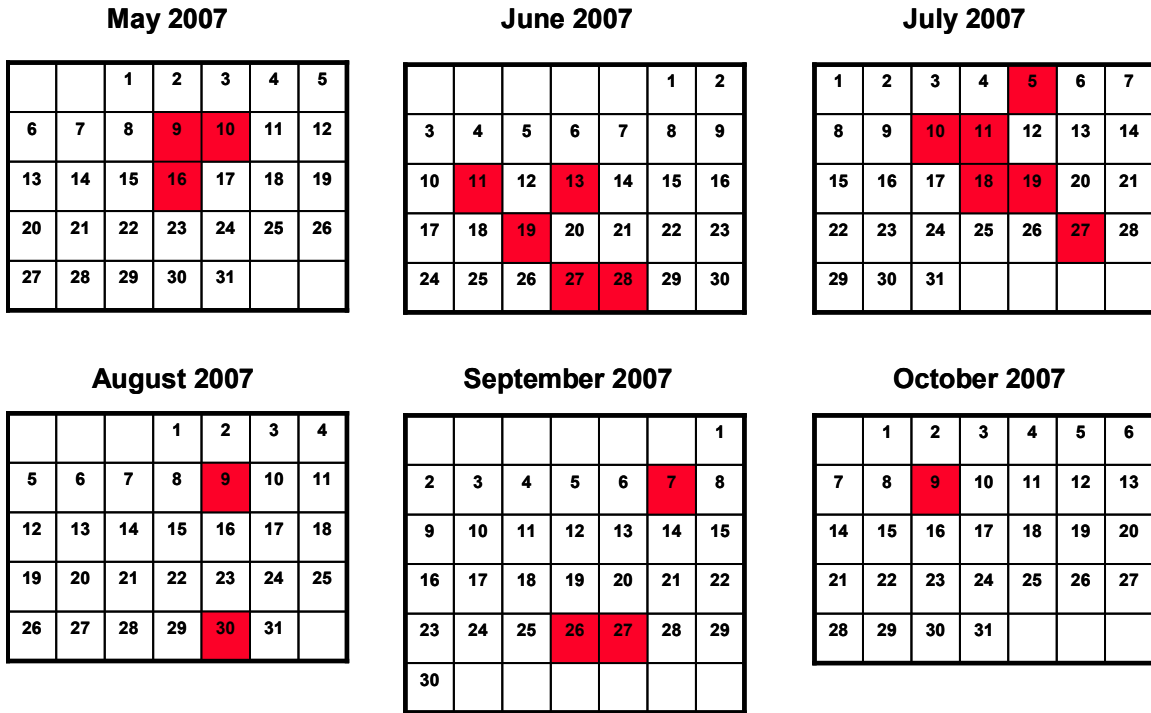 May 2007
1 2 3 4 5
6 7 8 9 10 11 12
13 14 15 16 17 18 19
20 21 22 23 24 25 26
27 28 29 30 31
June 2007
1 2
3 4 5 6 7 8 9
10 11 12 13 14 15 16
17 18 19 20 21 22 23
24 25 26 27 28 29 30
July 2007
1 2 3 4 5 6 7
8 9 10 11 12 13 14
15 16 17 18 19 20 21
22 23 24 25 26 27 28
29 30 31
August 2007
1 2 3 4
5 6 7 8 9 10 11
12 13 14 15 16 17 18
19 20 21 22 23 24 25
26 27 28 29 30 31
September 2007
1
2 3 4 5 6 7 8
9 10 11 12 13 14 15
16 17 18 19 20 21 22
23 24 25 26 27 28 29
30
October 2007
1 2 3 4 5 6
7 8 9 10 11 12 13
14 15 16 17 18 19 20
21 22 23 24 25 26 27
28 29 30 31